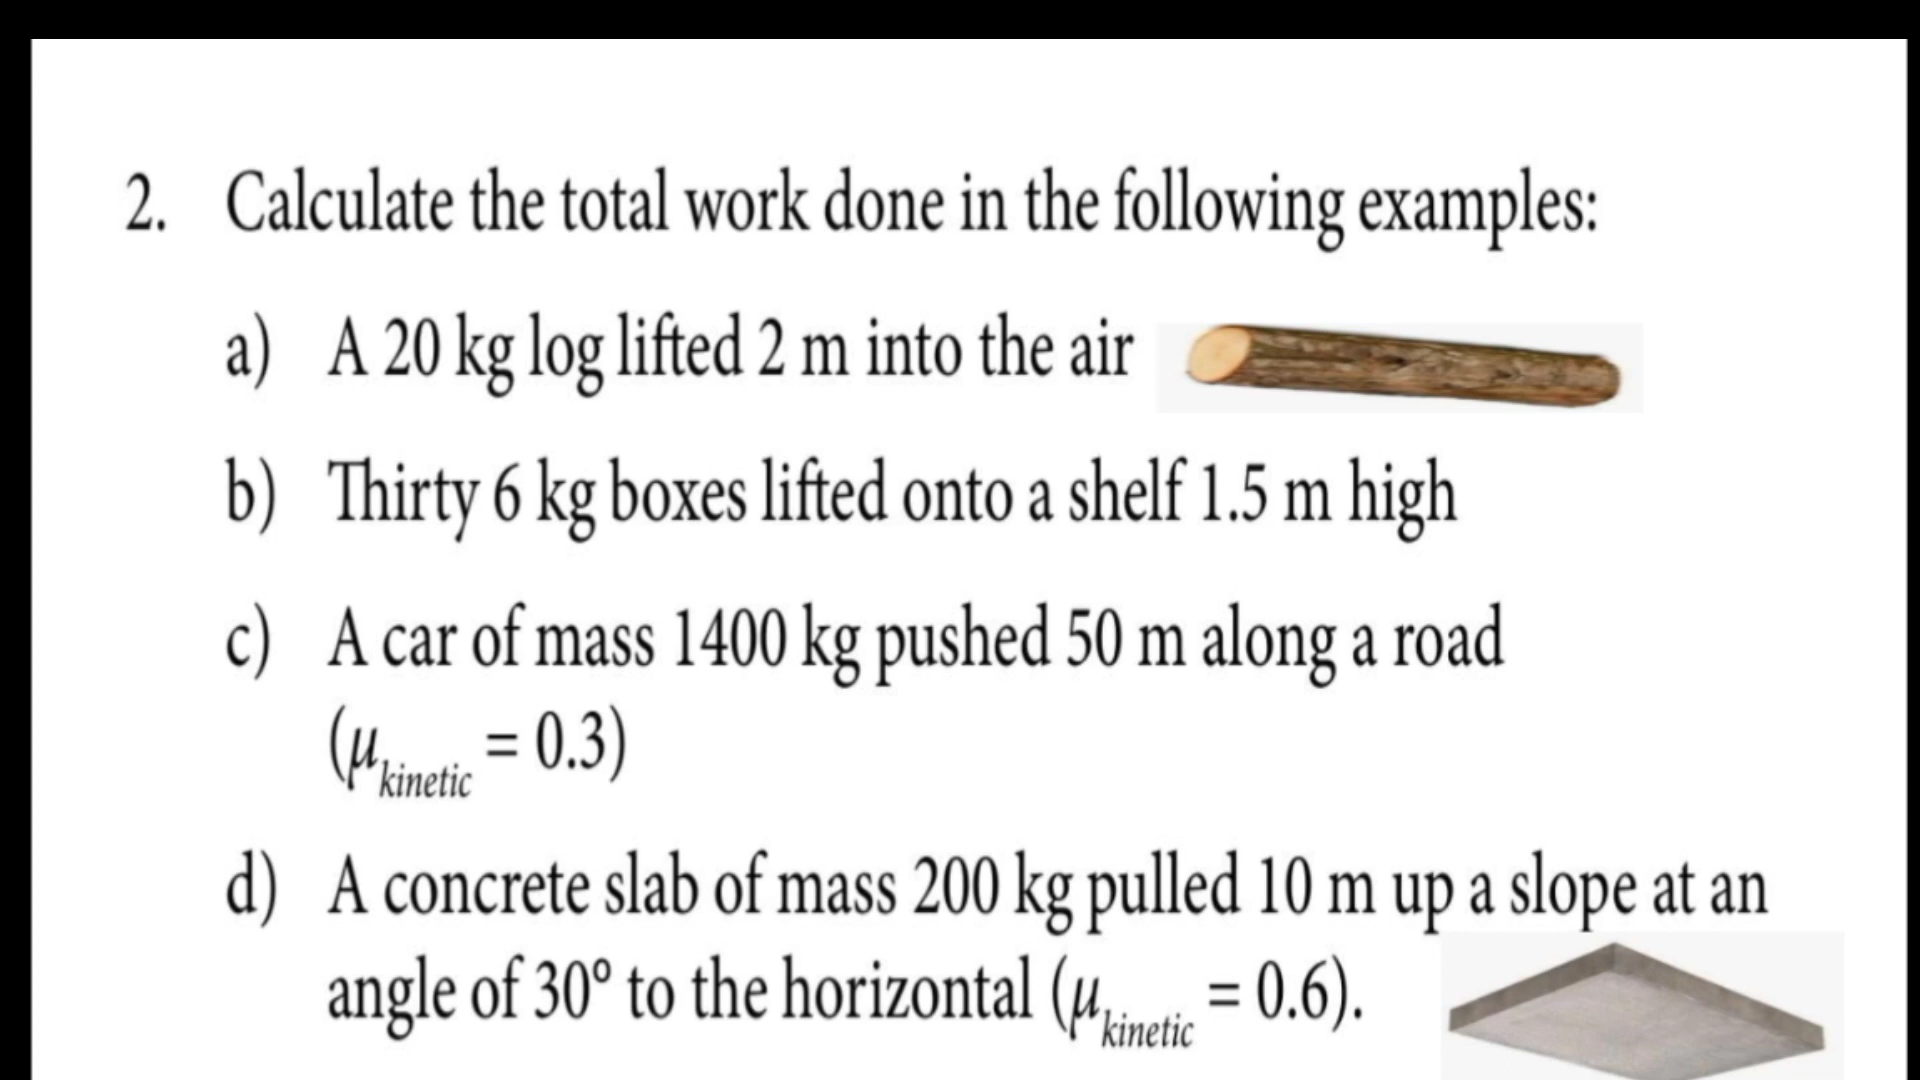 2. Calculate the total work done in the following examples:
a) A 20 kg log lifted 2 m into the air
b) Thirty 6 kg boxes lifted onto a shelf 1.5 m high
c) A car of mass 1400 kg pushed 50 m along a road
(μkinetic = 0.3)
d) A concrete slab of mass 200 kg pulled 10 m up a slope at an
angle of 30° to the horizontal (μkinetic = 0.6).